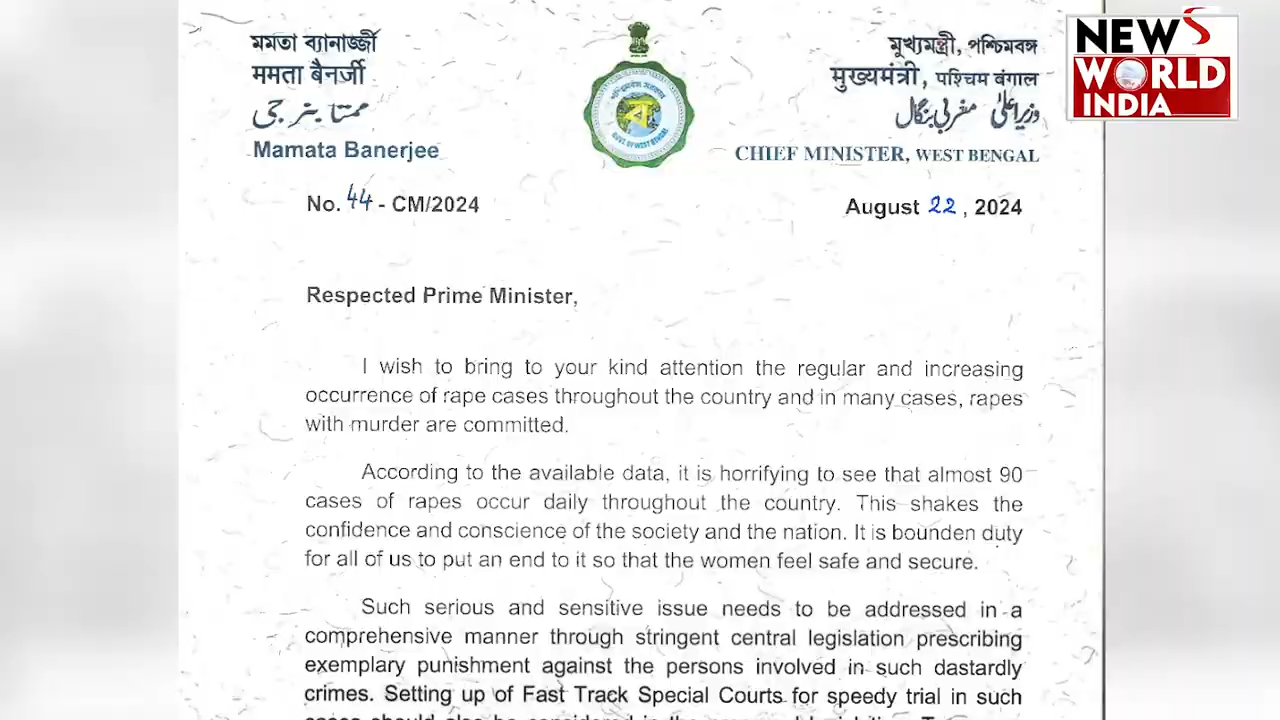 মমতা ব্যানার্জ্জী
ममता बैनर्जी
ممتا بنرجی
Mamata Banerjee
মুখ্যমন্ত্রী, পশ্চিমবঙ্গ
मुख्यमंत्री, पश्चिम बंगाल
وزیر اعلیٰ مغربی بنگال
CHIEF MINISTER, WEST BENGAL
ব
GOVT. OF WEST BENGAL
NEWS
WORLD
INDIA
No. 44 - CM/2024
August 22, 2024
Respected Prime Minister,
I wish to bring to your kind attention the regular and increasing
occurrence of rape cases throughout the country and in many cases, rapes
with murder are committed.
According to the available data, it is horrifying to see that almost 90
cases of rapes occur daily throughout the country. This shakes the
confidence and conscience of the society and the nation. It is bounden duty
for all of us to put an end to it so that the women feel safe and secure.
Such serious and sensitive issue needs to be addressed in a
comprehensive manner through stringent central legislation prescribing
exemplary punishment against the persons involved in such dastardly
crimes. Setting up of Fast Track Special Courts for speedy trial in such